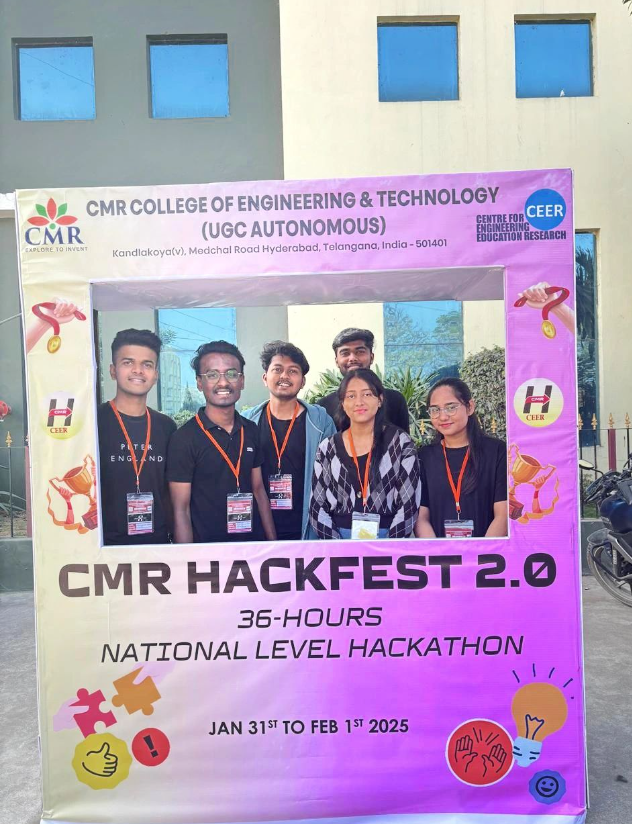 CMR COLLEGE OF ENGINEERING & TECHNOLOGY
(UGC AUTONOMOUS)
Kandlakoya(v), Medchal Road Hyderabad, Telangana, India - 501401
CMR
EXPLORE TO INVENT
CEER
CENTRE FOR
ENGINEERING
EDUCATION RESEARCH
CMR
H
CEER
CMR
H
CEER
PETER
ENGLAND
CMR HACKFEST 2.0
36-HOURS
NATIONAL LEVEL HACKATHON
JAN 31ST TO FEB 1ST 2025